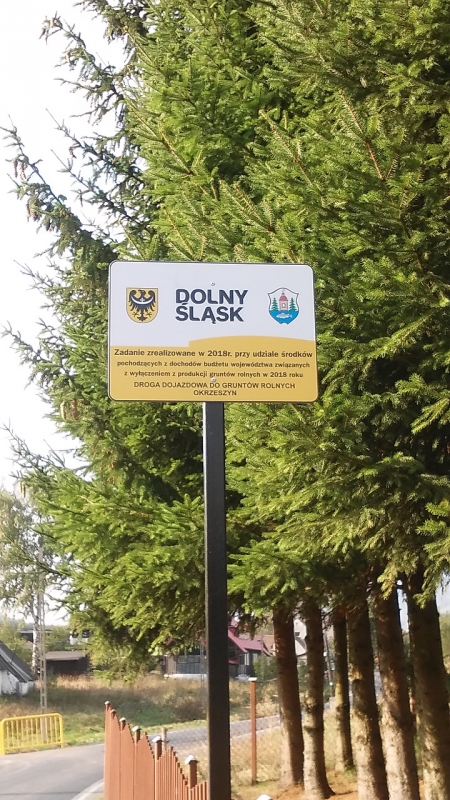 DOLNY
ŚLĄSK
Zadanie zrealizowane w 2018r. przy udziale środków
pochodzących z dochodów budżetu województwa związanych
z wyłączeniem z produkcji gruntów rolnych w 2018 roku
DROGA DOJAZDOWA DO GRUNTÓW ROLNYCH
OKRZESZYN